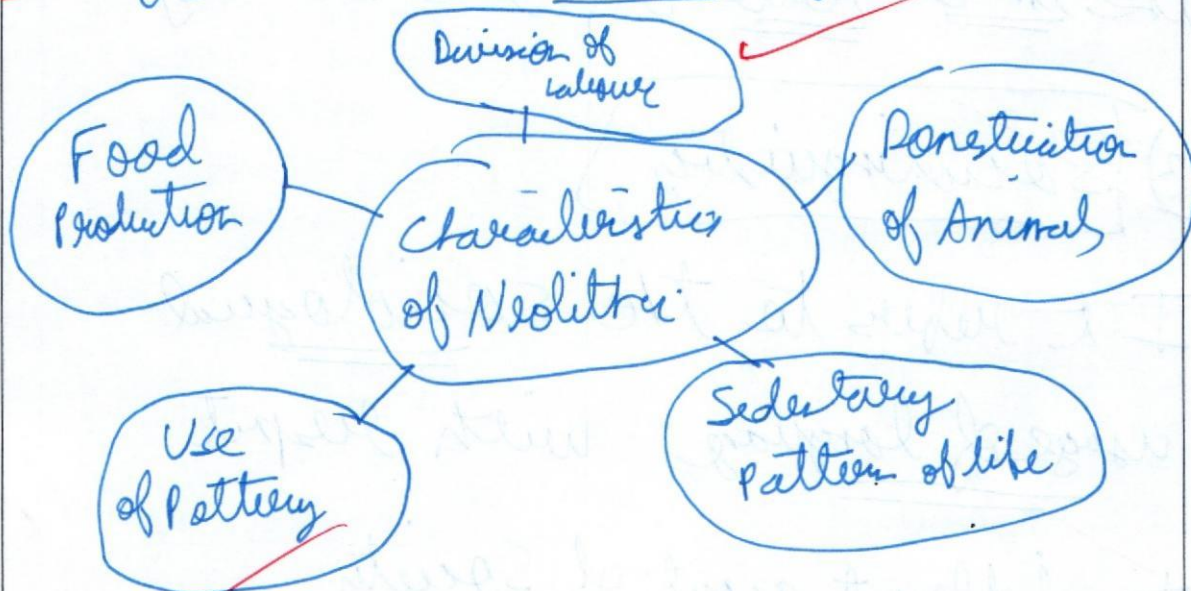 Division of
Labour
Food
Production
Domestication
of Animals
Characteristics
of Neolithic
Use
of Pottery
Sedentary
Pattern of life